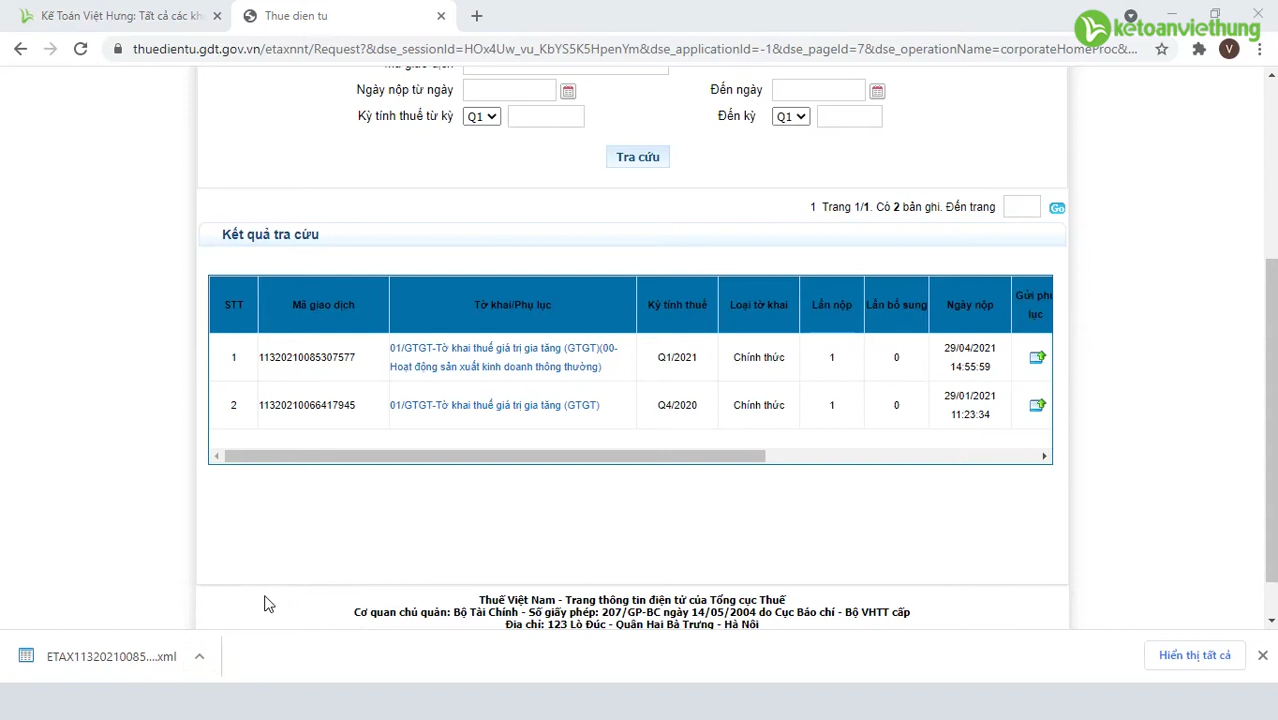 Kế Toán Việt Hưng: Tất cả các kh
Thue dien tu
ketoanviethung
thuedientu.gdt.gov.vn/etaxnnt/Request?&dse_sessionId=HOx4Uw_vu_KDYS5K5HpenYm&dse_applicationId=-1&dse_pageId=7&dse_operationName=corporateHomeProc&...
V
Mã giao dịch
Ngày nộp từ ngày
Đến ngày
Kỳ tính thuế từ kỳ
Q1
Đến kỳ
Q1
Tra cứu
1 Trang 1/1. Có 2 bản ghi. Đến trang
Go
Kết quả tra cứu
STT
Mã giao dịch
Tờ khai/Phụ lục
Kỳ tính thuế
Loại tờ khai
Lần nộp
Lần bổ sung
Ngày nộp
Gửi phụ
lục
1
11320210085307577
01/GTGT-Tờ khai thuế giá trị gia tăng (GTGT)(00-
Hoạt động sản xuất kinh doanh thông thường)
Q1/2021
Chính thức
1
0
29/04/2021
14:55:59
2
11320210066417945
01/GTGT-Tờ khai thuế giá trị gia tăng (GTGT)
Q4/2020
Chính thức
1
0
29/01/2021
11:23:34
Thuế Việt Nam - Trang thông tin điện tử của Tổng cục Thuế
Cơ quan chủ quản: Bộ Tài Chính - Số giấy phép: 207/GP-BC ngày 14/05/2004 do Cục Báo chí - Bộ VHTT cấp
Địa chỉ: 123 Lò Đúc - Quận Hai Bà Trưng - Hà Nội
ETAX11320210085....xml
Hiển thị tất cả